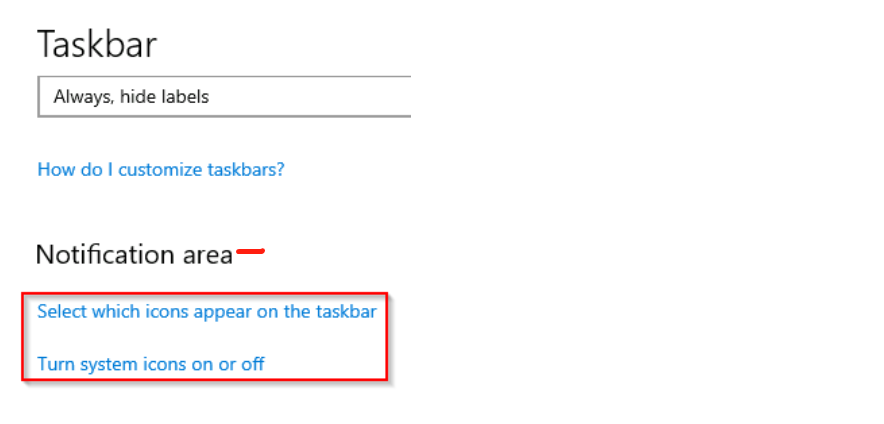 Taskbar
Always, hide labels
How do I customize taskbars?
Notification area
Select which icons appear on the taskbar
Turn system icons on or off